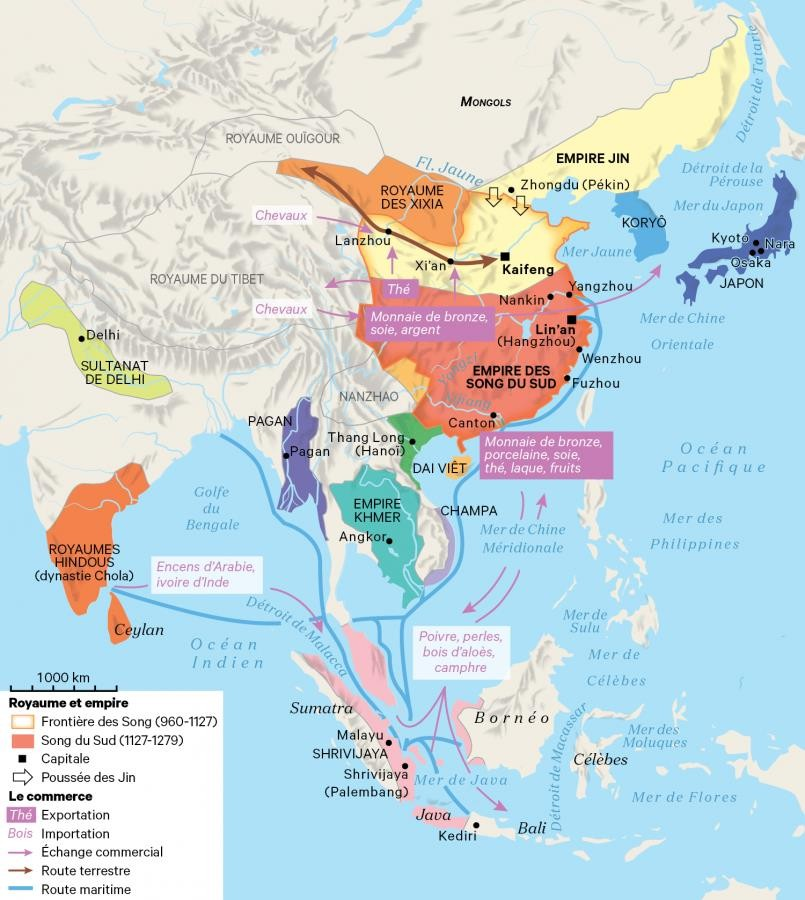 MONGOLS
Détroit de Tatarie
ROYAUME OUÏGOUR
EMPIRE JIN
Fl. Jaune
Détroit de la
Pérouse
Zhongdu (Pékin)
ROYAUME
DES XIXIA
Mer du Japon
Chevaux
KORYÔ
Lanzhou
Kyoto
Nara
Mer Jaune
Osaka
Xi'an
Kaifeng
ROYAUME DU TIBET
JAPON
Thé
Yangzhou
Nankin
Chevaux
Monnaie de bronze,
soie, argent
Mer de Chine
Orientale
Lin'an
(Hangzhou)
Delhi
Wenzhou
SULTANAT
DE DELHI
Yangzi
EMPIRE DES
SONG DU SUD
Fuzhou
NANZHAO
Xijiang
PAGAN
Canton
Thang Long
(Hanoï)
Monnaie de bronze,
porcelaine, soie,
thé, laque, fruits
Pagan
DAI VIÊT
Océan
Pacifique
Golfe
du
Bengale
EMPIRE
KHMER
CHAMPA
Mer des
Philippines
Angkor
Mer de Chine
Méridionale
ROYAUMES
HINDOUS
(dynastie Chola)
Encens d'Arabie,
ivoire d'Inde
Détroit de Malacca
Ceylan
Mer de
Sulu
Poivre, perles,
bois d'aloès,
camphre
Océan
Indien
Mer de
Célèbes
1000 km
Sumatra
Bornéo
Détroit de Macassar
Malayu
SHRIVIJAYA
Mer des
Moluques
Célèbes
Shrivijaya
(Palembang)
Mer de Java
Mer de Flores
Java
Bali
Kediri
Royaume et empire
Frontière des Song (960-1127)
Song du Sud (1127-1279)
Capitale
Poussée des Jin
Le commerce
Thé Exportation
Bois Importation
Échange commercial
Route terrestre
Route maritime